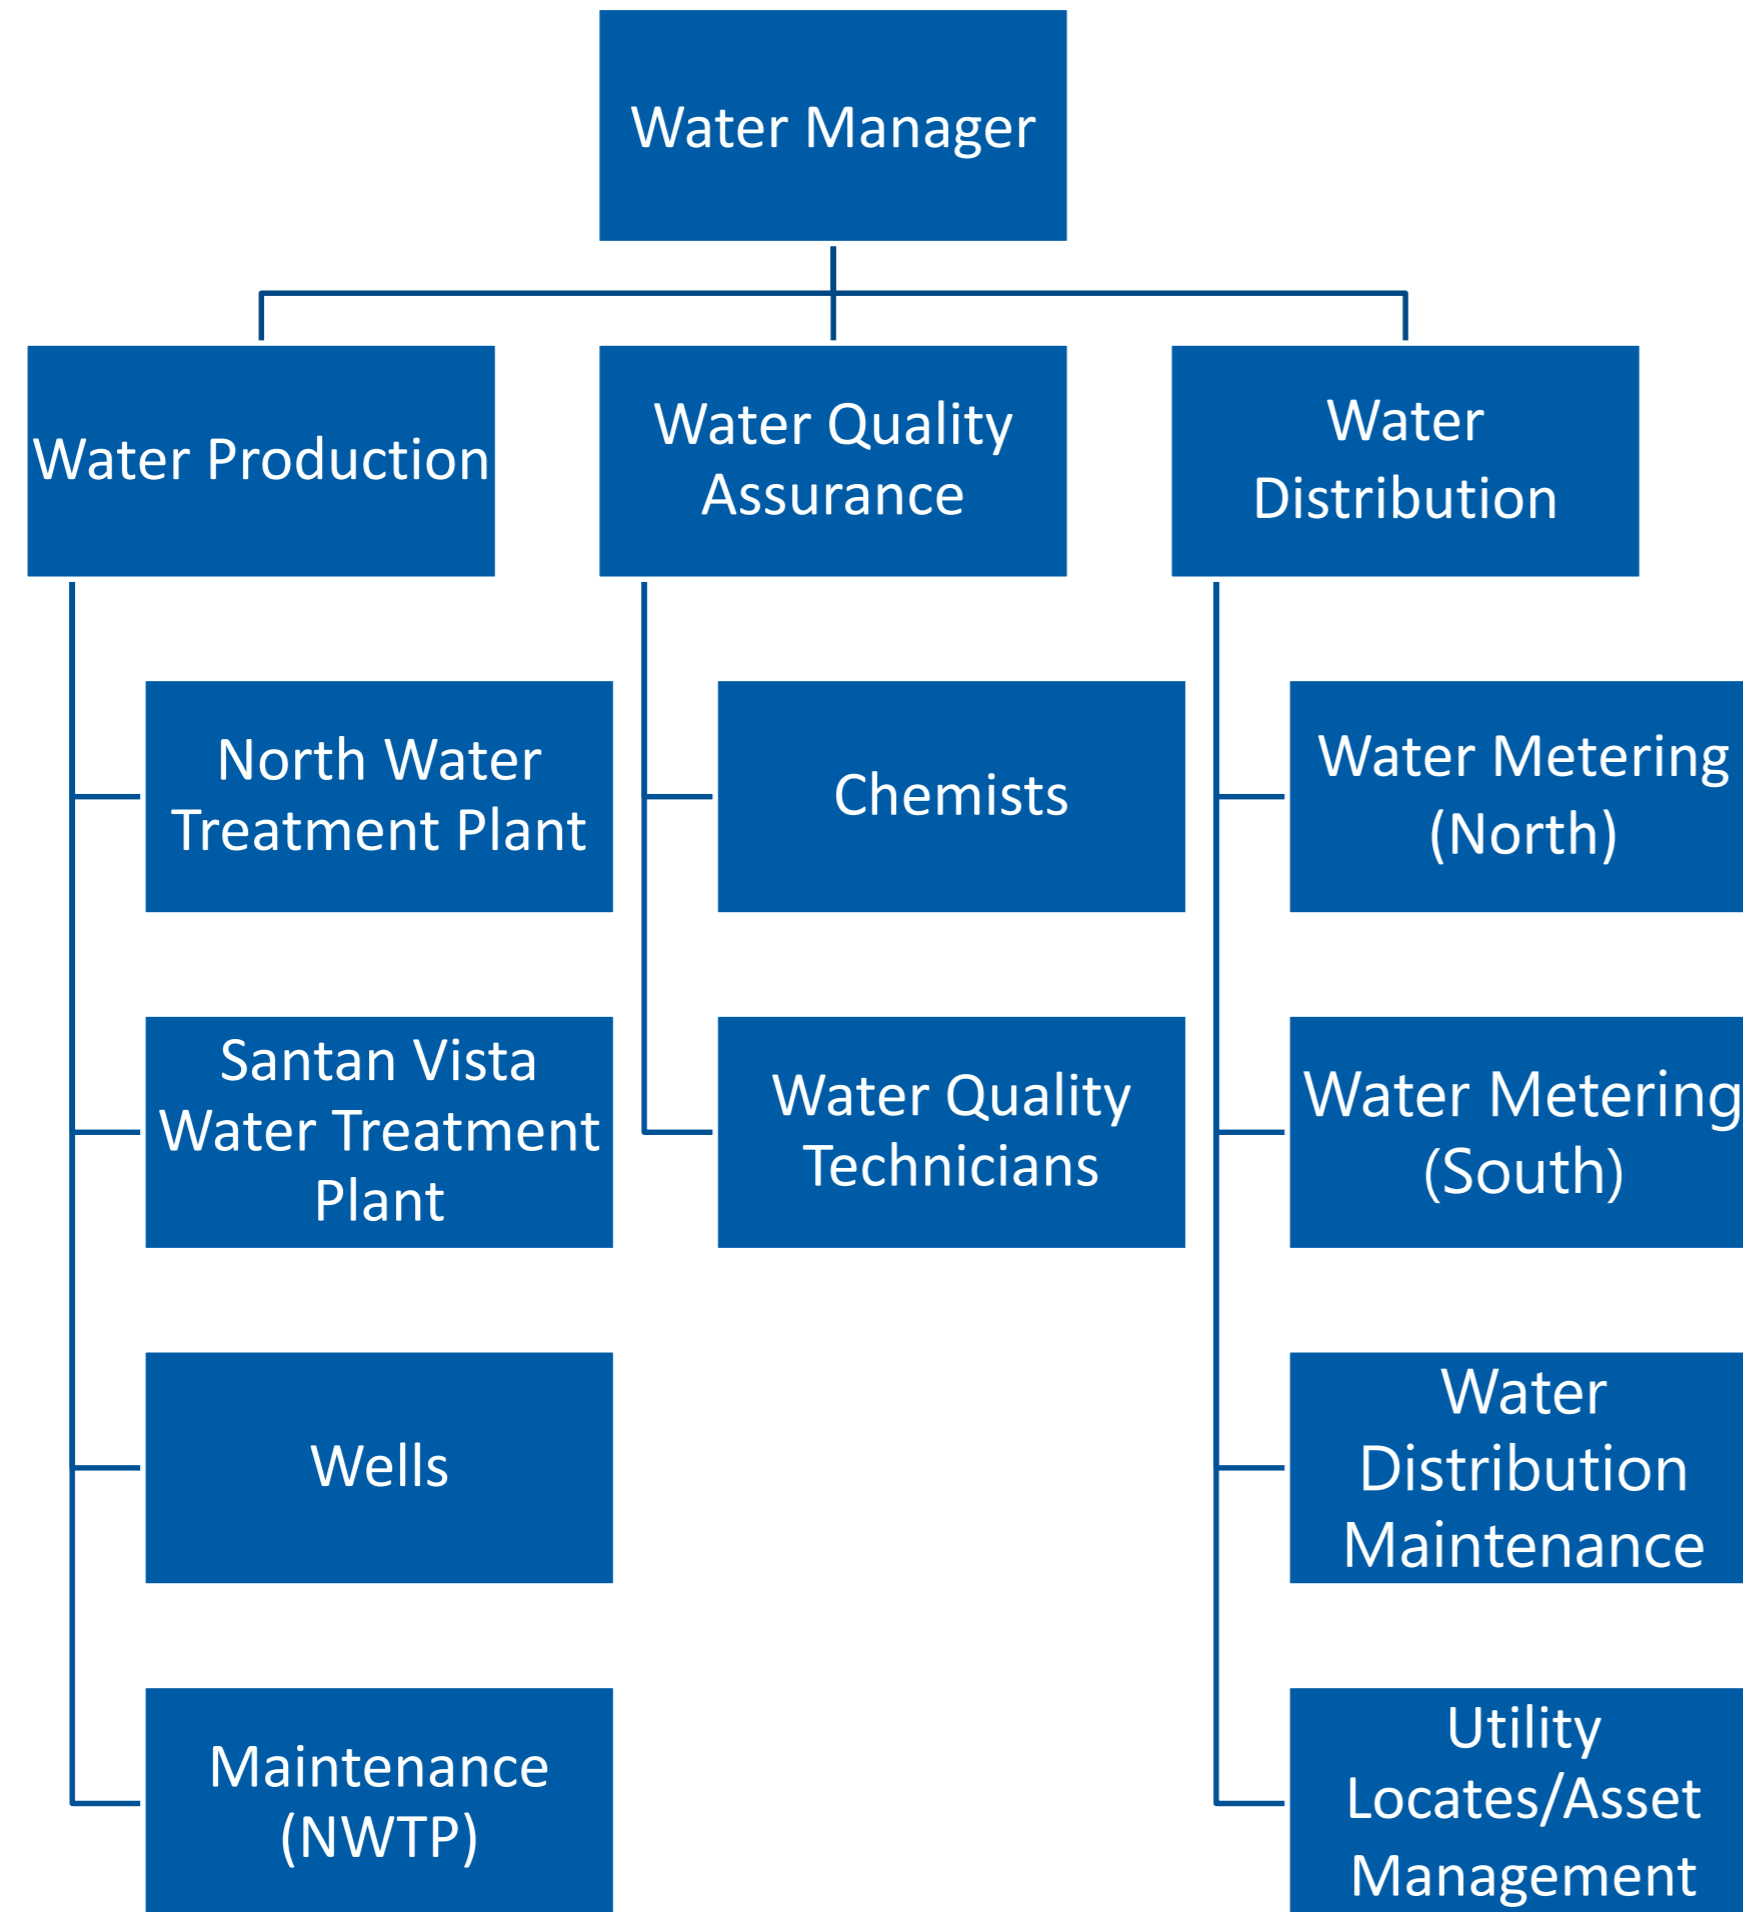 Water Manager
Water Production
Water Quality
Assurance
Water
Distribution
North Water
Treatment Plant
Santan Vista
Water Treatment
Plant
Wells
Maintenance
(NWTP)
Chemists
Water Quality
Technicians
Water Metering
(North)
Water Metering
(South)
Water
Distribution
Maintenance
Utility
Locates/Asset
Management